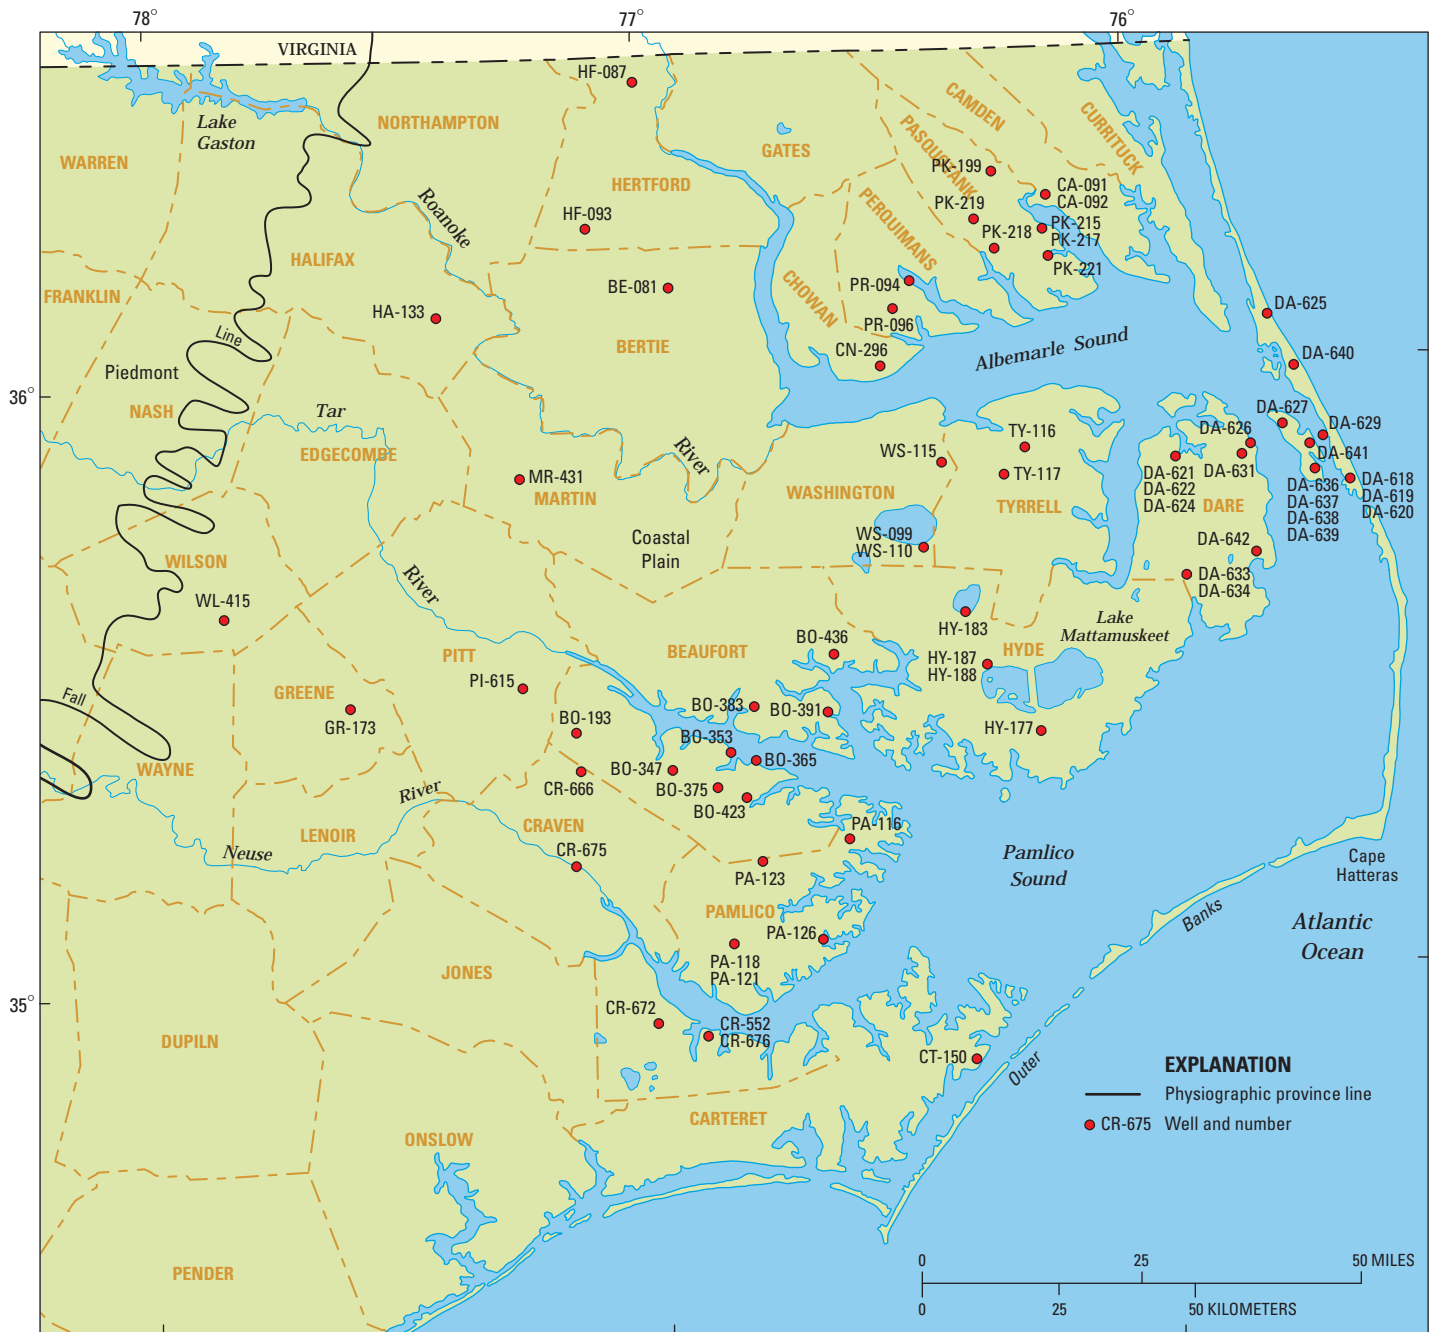 78°
77°
76°
VIRGINIA
HF-087
Lake
Gaston
NORTHAMPTON
CAMDEN
CURRITUCK
WARREN
GATES
PASQUOTANK
PK-199
HERTFORD
CA-091
CA-092
Roanoke
HF-093
PERQUIMANS
PK-219
PK-215
PK-217
PK-218
PK-221
HALIFAX
FRANKLIN
BE-081
PR-094
CHOWAN
HA-133
PR-096
DA-625
Line
BERTIE
CN-296
Albemarle Sound
DA-640
Piedmont
36°
NASH
Tar
DA-627
DA-629
EDGECOMBE
River
WS-115
TY-116
DA-626
DA-641
MR-431
MARTIN
WASHINGTON
TY-117
TYRRELL
DA-621
DA-622
DA-624
DA-631
DARE
DA-636
DA-637
DA-638
DA-639
DA-618
DA-619
DA-620
Coastal
Plain
WS-099
WS-110
DA-642
WILSON
River
DA-633
DA-634
WL-415
HY-183
Lake
Mattamuskeet
BO-436
PITT
BEAUFORT
HYDE
HY-187
HY-188
PI-615
GREENE
Fall
GR-173
BO-383
BO-391
BO-193
HY-177
BO-353
WAYNE
BO-347
BO-365
CR-666
BO-375
River
BO-423
CRAVEN
PA-116
LENOIR
Neuse
CR-675
Pamlico
Sound
Cape
Hatteras
PA-123
PAMLICO
Banks
Atlantic
Ocean
PA-126
PA-118
PA-121
JONES
35°
CR-672
CR-552
CR-676
DUPILN
CT-150
Outer
EXPLANATION
Physiographic province line
CR-675 Well and number
CARTERET
ONSLOW
PENDER
0 25 50 MILES
0 25 50 KILOMETERS